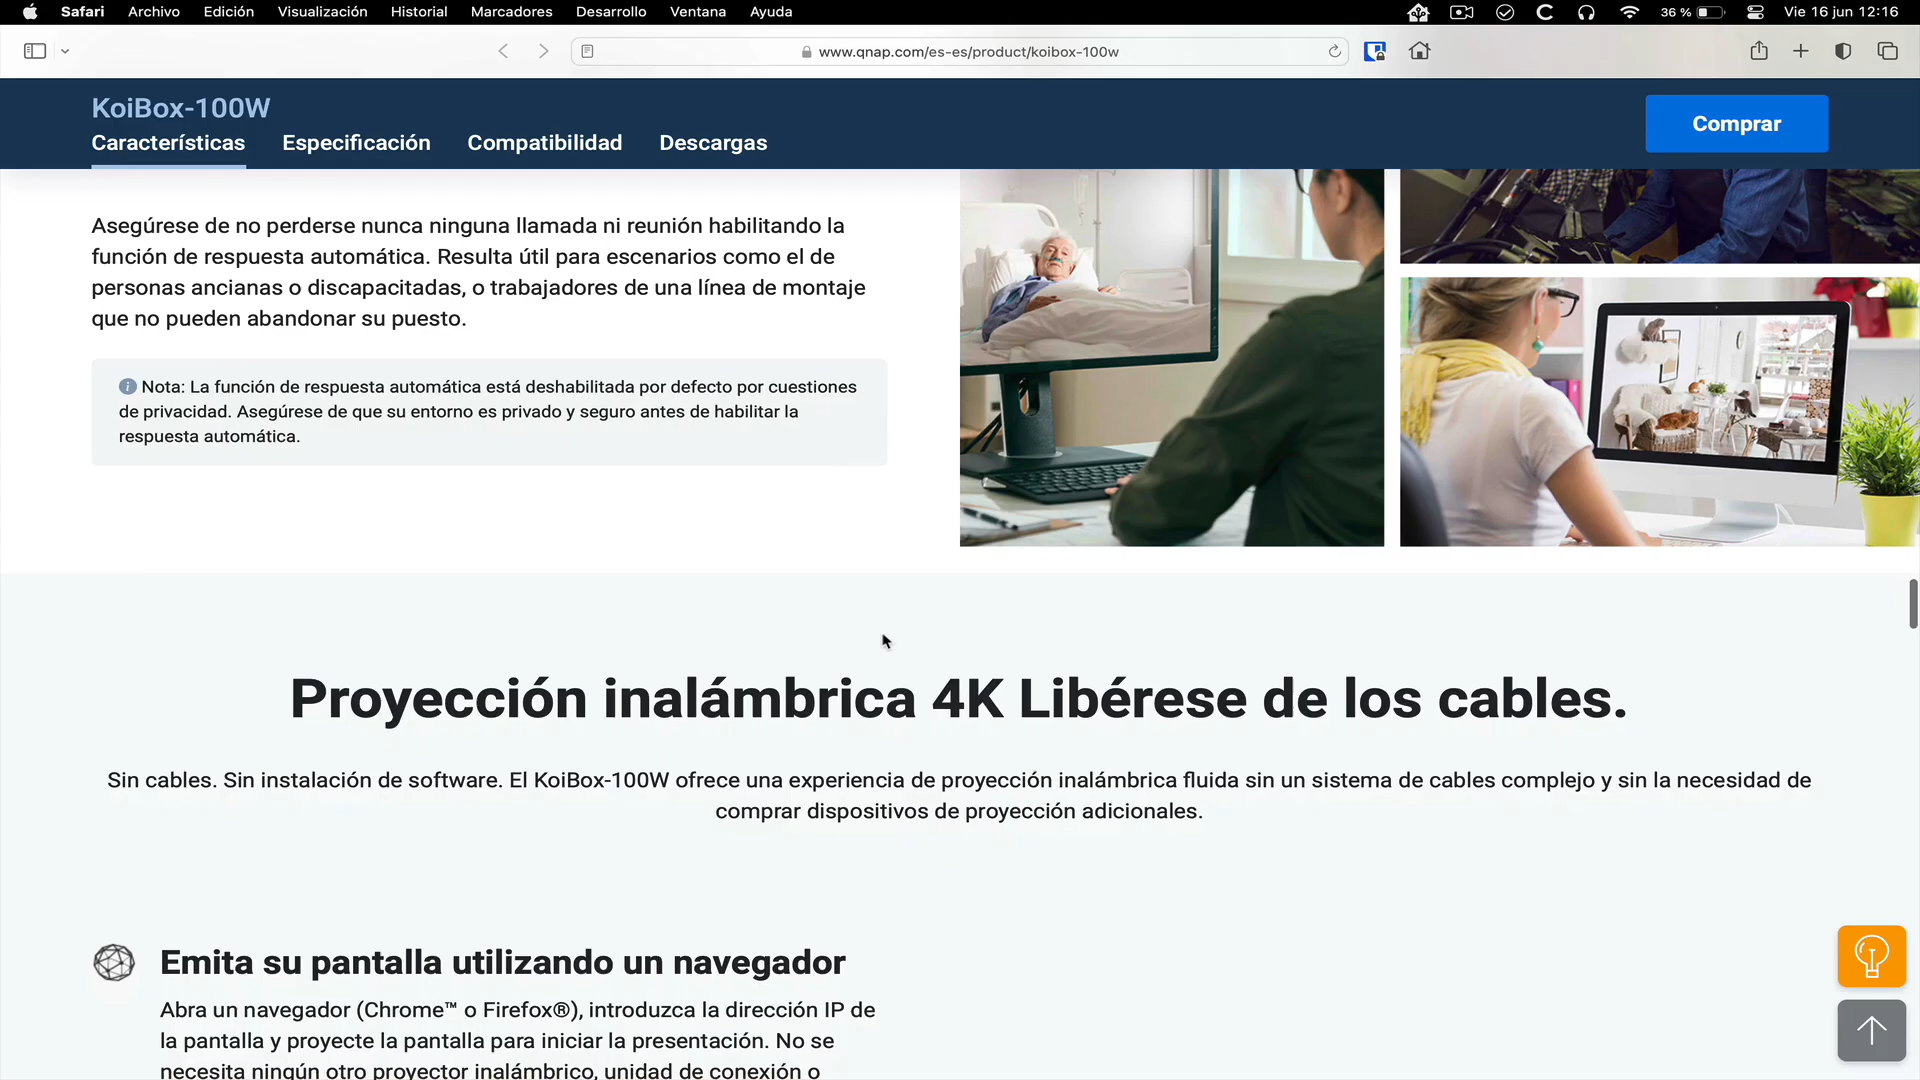 Safari Archivo Edición Visualización Historial Marcadores Desarrollo Ventana Ayuda 36 % Vie 16 jun 12:16
www.qnap.com/es-es/product/koibox-100w
KoiBox-100W
Características Especificación Compatibilidad Descargas
Comprar
Asegúrese de no perderse nunca ninguna llamada ni reunión habilitando la
función de respuesta automática. Resulta útil para escenarios como el de
personas ancianas o discapacitadas, o trabajadores de una línea de montaje
que no pueden abandonar su puesto.
Nota: La función de respuesta automática está deshabilitada por defecto por cuestiones
de privacidad. Asegúrese de que su entorno es privado y seguro antes de habilitar la
respuesta automática.
Proyección inalámbrica 4K Libérese de los cables.
Sin cables. Sin instalación de software. El KoiBox-100W ofrece una experiencia de proyección inalámbrica fluida sin un sistema de cables complejo y sin la necesidad de
comprar dispositivos de proyección adicionales.
Emita su pantalla utilizando un navegador
Abra un navegador (Chrome™ o Firefox®), introduzca la dirección IP de
la pantalla y proyecte la pantalla para iniciar la presentación. No se
necesita ningún otro proyector inalámbrico, unidad de conexión o